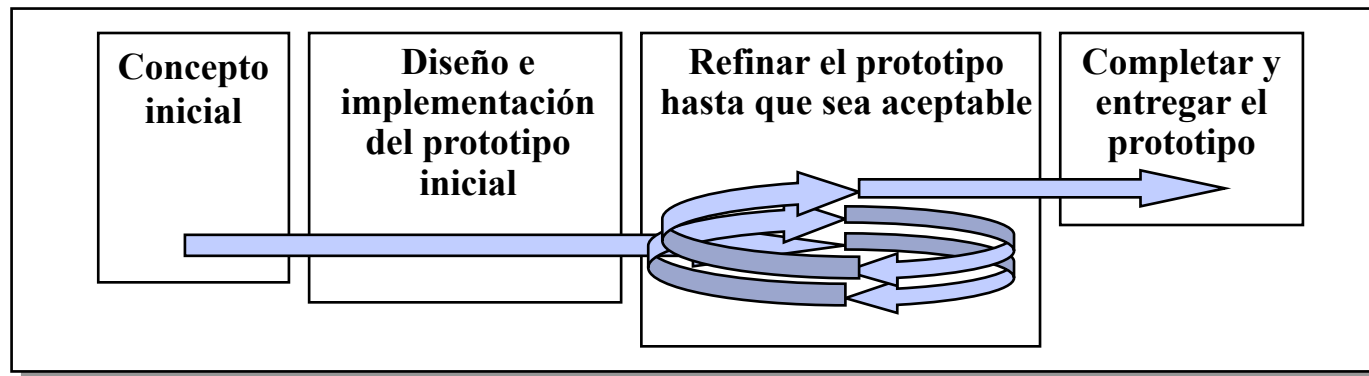 Concepto
inicial
Diseño e
implementación
del prototipo
inicial
Refinar el prototipo
hasta que sea aceptable
Completar y
entregar el
prototipo